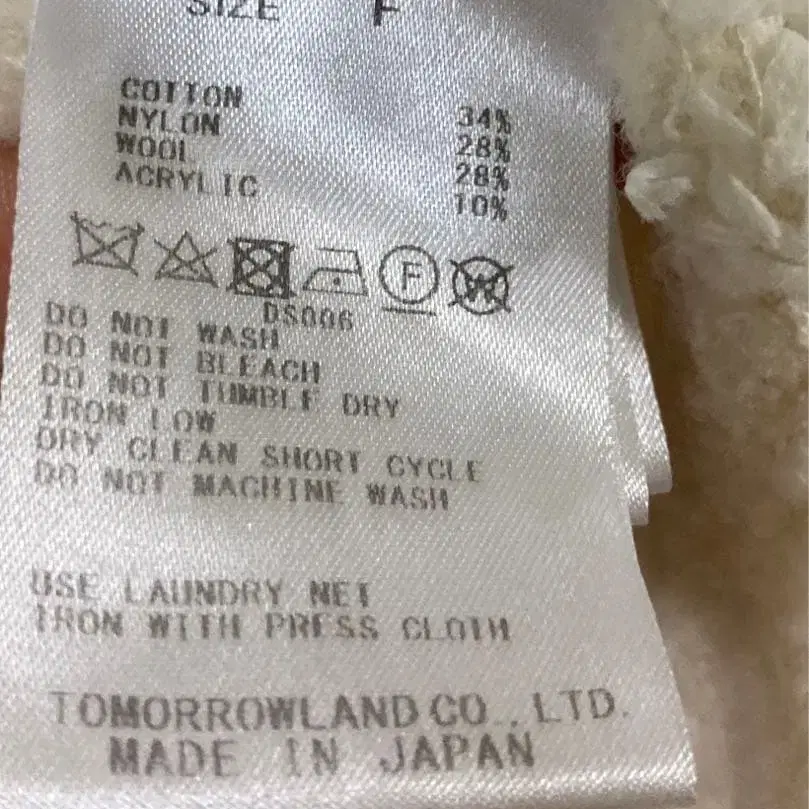 SIZE F
COTTON 34%
NYLON 28%
WOOL 28%
ACRYLIC 10%
F W
DS006
DO NOT WASH
DO NOT BLEACH
DO NOT TUMBLE DRY
IRON LOW
DRY CLEAN SHORT CYCLE
DO NOT MACHINE WASH
USE LAUNDRY NET
IRON WITH PRESS CLOTH
TOMORROWLAND CO., LTD.
MADE IN JAPAN